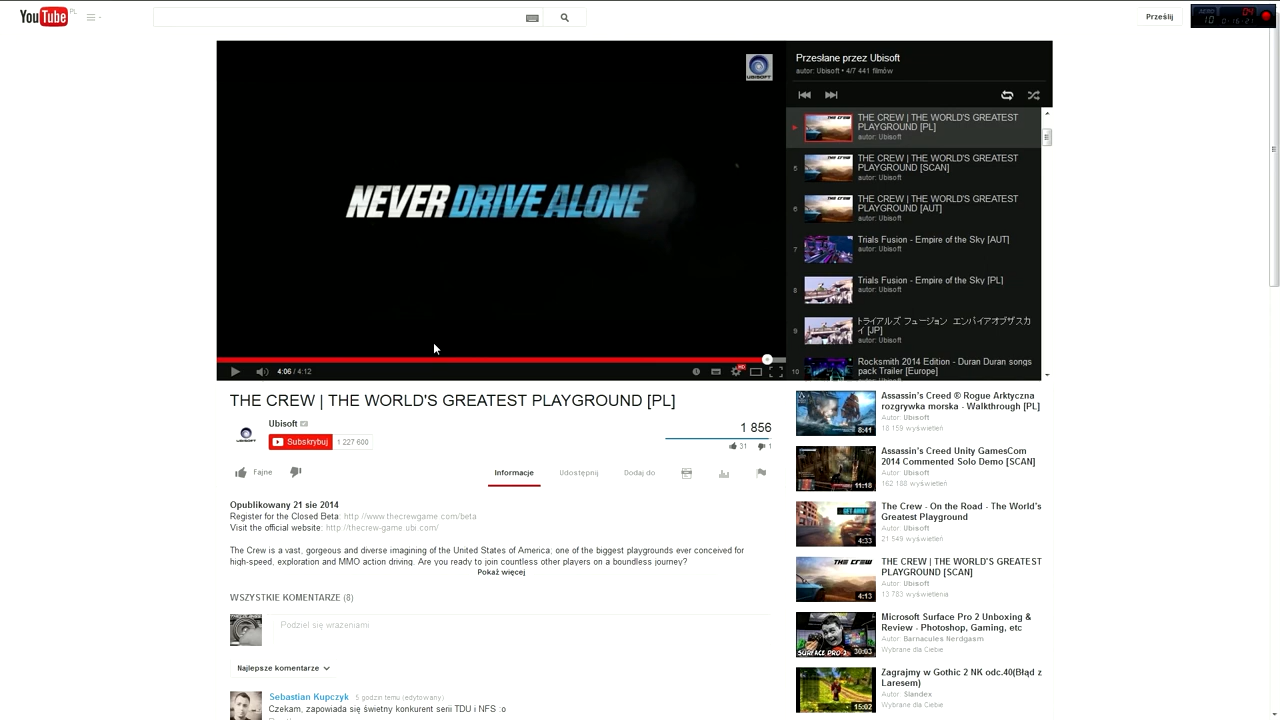 YouTube PL
Prześlij
UBISOFT
NEVER DRIVE ALONE
4:06 / 4:12
HD
Przesłane przez Ubisoft
autor: Ubisoft • 4/7 441 filmów
THE CREW | THE WORLD'S GREATEST
PLAYGROUND [PL]
autor: Ubisoft
5
THE CREW | THE WORLD'S GREATEST
PLAYGROUND [SCAN]
autor: Ubisoft
6
THE CREW | THE WORLD'S GREATEST
PLAYGROUND [AUT]
autor: Ubisoft
7
Trials Fusion - Empire of the Sky [AUT]
autor: Ubisoft
8
Trials Fusion - Empire of the Sky [PL]
autor: Ubisoft
9
トライアルズ フュージョン エンパイアオブザスカ
イ [JP]
autor: Ubisoft
10
Rocksmith 2014 Edition - Duran Duran songs
pack Trailer [Europe]
THE CREW | THE WORLD'S GREATEST PLAYGROUND [PL]
Ubisoft
Subskrybuj 1 227 600
1 856
31 1
Fajne
Informacje Udostępnij Dodaj do
Opublikowany 21 sie 2014
Register for the Closed Beta: http://www.thecrewgame.com/beta
Visit the official website: http://thecrew-game.ubi.com/
The Crew is a vast, gorgeous and diverse imagining of the United States of America, one of the biggest playgrounds ever conceived for
high-speed, exploration and MMO action driving. Are you ready to join countless other players on a boundless journey?
Pokaż więcej
WSZYSTKIE KOMENTARZE (8)
Podziel się wrażeniami
Najlepsze komentarze
Sebastian Kupczyk 5 godzin temu (edytowany)
Czekam, zapowiada się świetny konkurent serii TDU i NFS :o
Assassin's Creed ® Rogue Arktyczna
rozgrywka morska - Walkthrough [PL]
Autor: Ubisoft
18 159 wyświetleń
8:41
Assassin's Creed Unity GamesCom
2014 Commented Solo Demo [SCAN]
Autor: Ubisoft
162 188 wyświetleń
11:18
The Crew - On the Road - The World's
Greatest Playground
Autor: Ubisoft
21 549 wyświetleń
4:33
THE CREW | THE WORLD'S GREATEST
PLAYGROUND [SCAN]
Autor: Ubisoft
13 783 wyświetlenia
4:13
Microsoft Surface Pro 2 Unboxing &
Review - Photoshop, Gaming, etc
Autor: Barnacules Nerdgasm
Wybrane dla Ciebie
SURFACE PRO 2
30:03
Zagrajmy w Gothic 2 NK odc.40(Błąd z
Laresem)
Autor: Slandex
Wybrane dla Ciebie
15:02